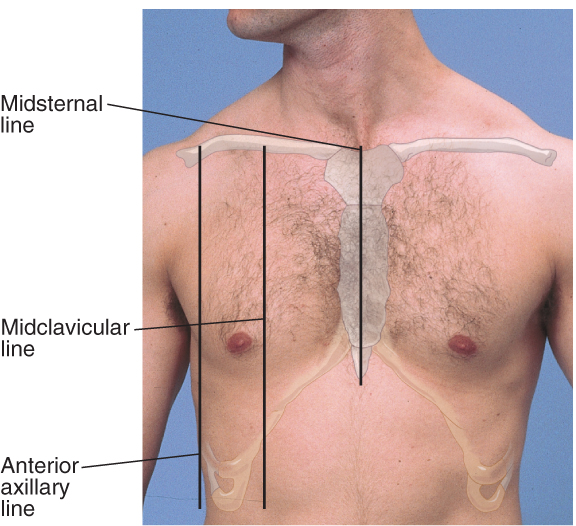 Midsternal
line
Midclavicular
line
Anterior
axillary
line